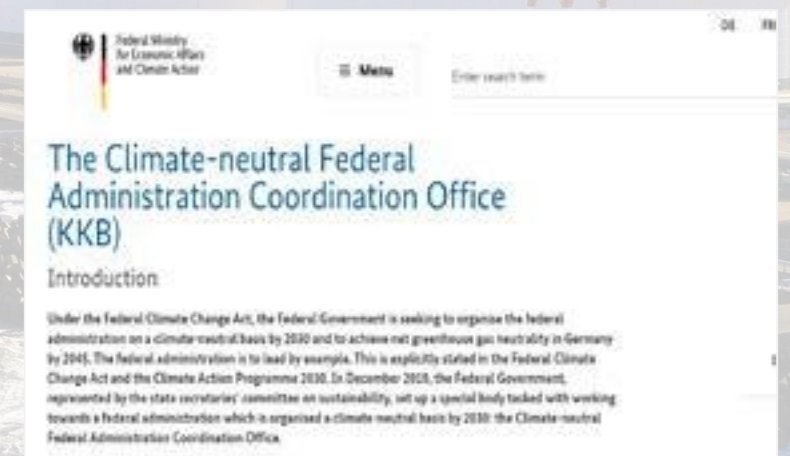 DE FR
Federal Ministry
for Economic Affairs
and Climate Action
Menu
Enter search term
The Climate-neutral Federal
Administration Coordination Office
(KKB)
Introduction
Under the Federal Climate Change Act, the Federal Government is seeking to organise the federal
administration on a climate-neutral basis by 2030 and to achieve net greenhouse gas neutrality in Germany
by 2045. The federal administration is to lead by example. This is explicitly stated in the Federal Climate
Change Act and the Climate Action Programme 2030. In December 2019, the Federal Government,
represented by the state secretaries' committee on sustainability, set up a special body tasked with working
towards a federal administration which is organised a climate-neutral basis by 2030: the Climate-neutral
Federal Administration Coordination Office.